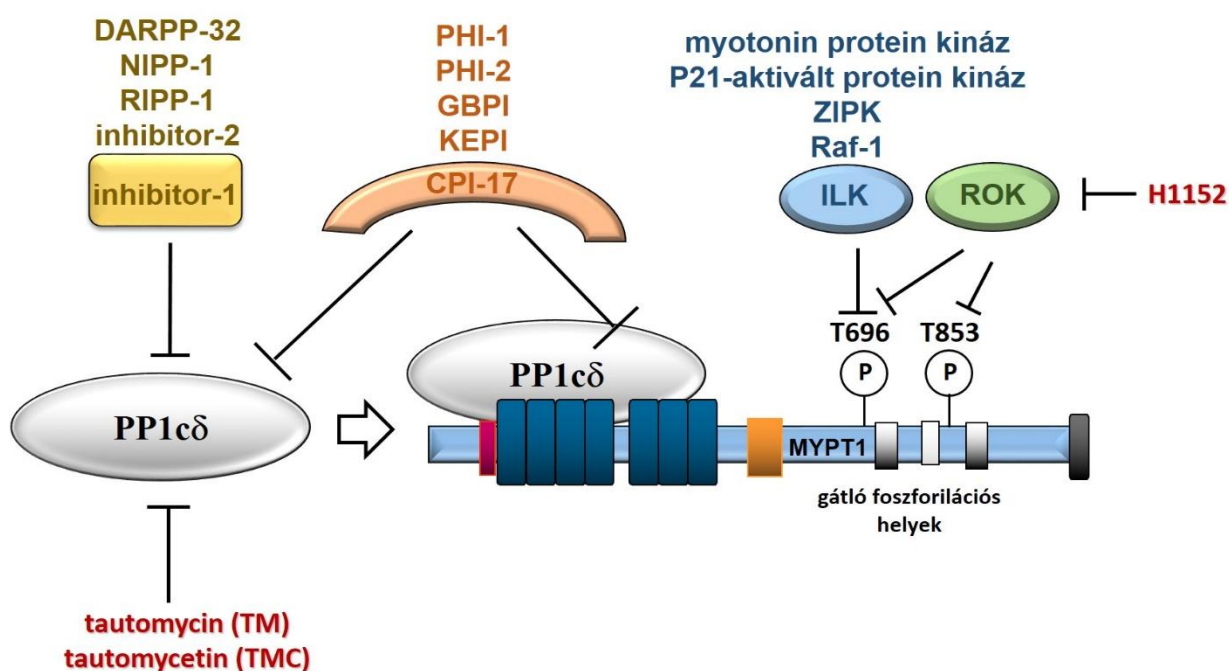 DARPP-32
NIPP-1
RIPP-1
inhibitor-2
inhibitor-1
PHI-1
PHI-2
GBPI
KEPI
CPI-17
myotonin protein kináz
P21-aktivált protein kináz
ZIPK
Raf-1
ILK
ROK
H1152
T696
T853
P
P
PP1cδ
PP1cδ
MYPT1
gátló foszforilációs
helyek
tautomycin (TM)
tautomycetin (TMC)